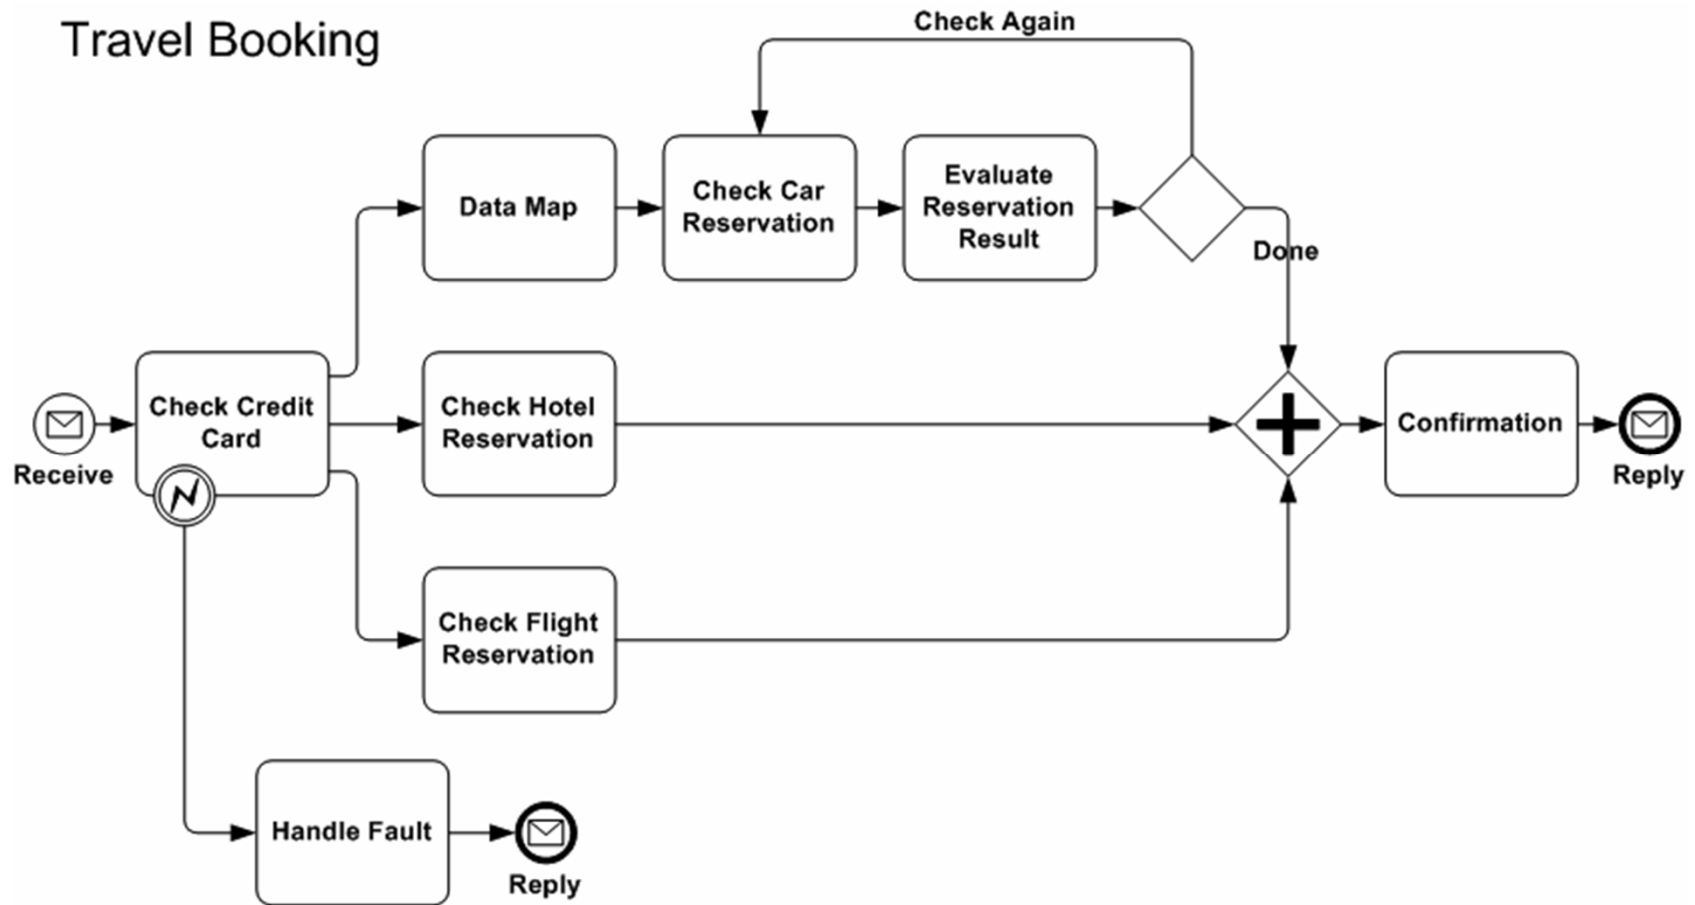 Travel Booking
Check Again
Data Map
Check Car
Reservation
Evaluate
Reservation
Result
Done
Receive
Check Credit
Card
Check Hotel
Reservation
Confirmation
Reply
Check Flight
Reservation
Handle Fault
Reply